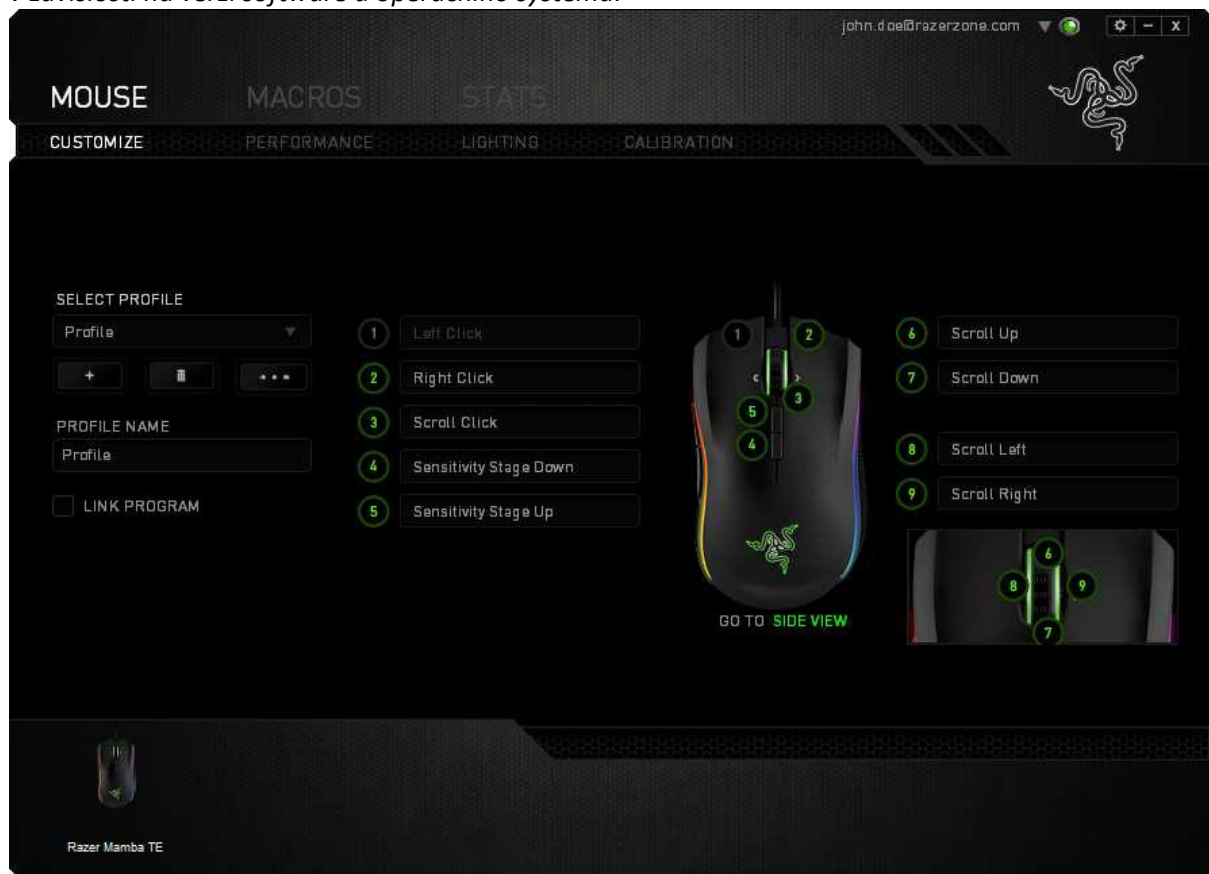 john.doe@razerzone.com
MOUSE MACROS STATS
CUSTOMIZE PERFORMANCE LIGHTING CALIBRATION
SELECT PROFILE
Profile
PROFILE NAME
Profile
LINK PROGRAM
1 Left Click
2 Right Click
3 Scroll Click
4 Sensitivity Stage Down
5 Sensitivity Stage Up
1 2
3
5
4
GO TO SIDE VIEW
6 Scroll Up
7 Scroll Down
8 Scroll Left
9 Scroll Right
6
8 9
7
Razer Mamba TE